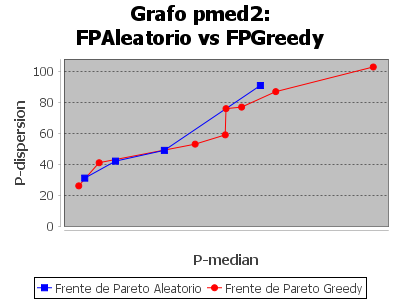 Grafo pmed2:
FPAleatorio vs FPGreedy
100
80
60
40
20
0
P-dispersion
P-median
Frente de Pareto Aleatorio
Frente de Pareto Greedy